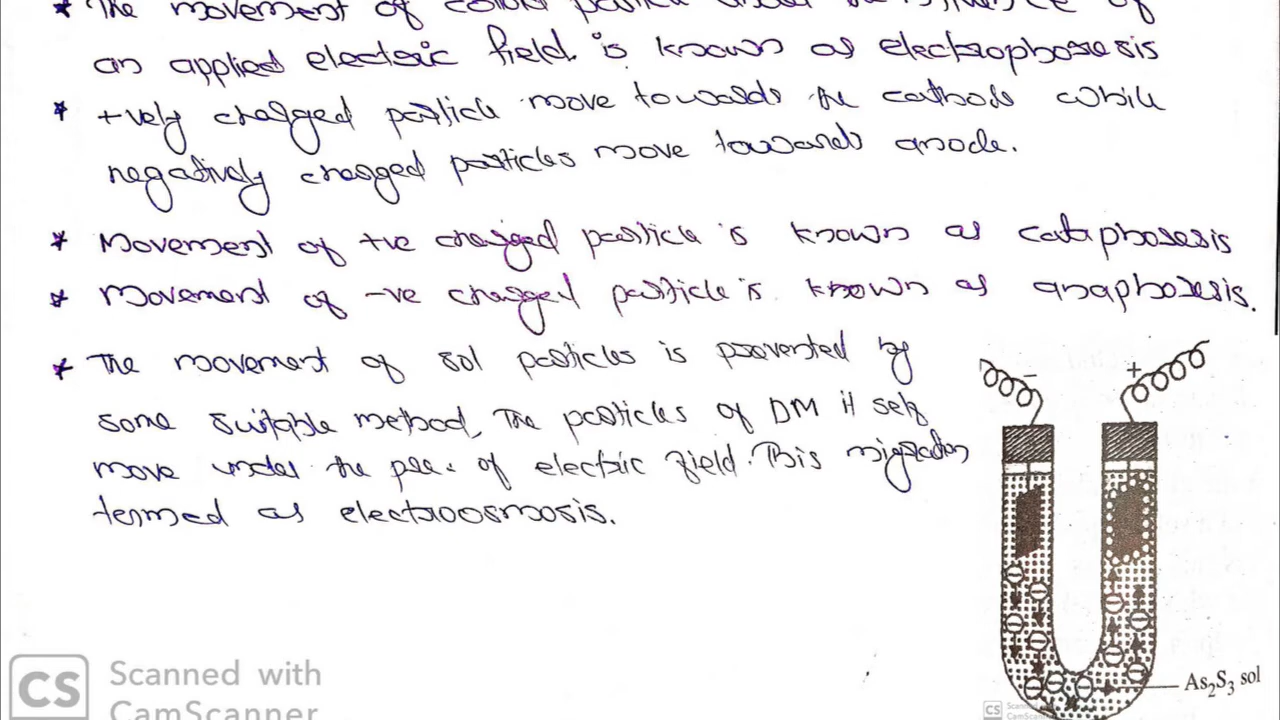 * The movement of colloid particle under the influence of
an applied electric field is known as electrophoresis
* +vely charged particle move towards the cathode while
negatively charged particles move towards anode.
* Movement of +ve charged particle is known as cataphoresis
* Movement of -ve charged particle is known as anaphoresis.
* The movement of sol particles is prevented by
some suitable method, The particles of DM it self
move under the of electric field. This migration
termed as electroosmosis.
− +
As₂S₃ sol
CS Scanned with
CamScanner
CS